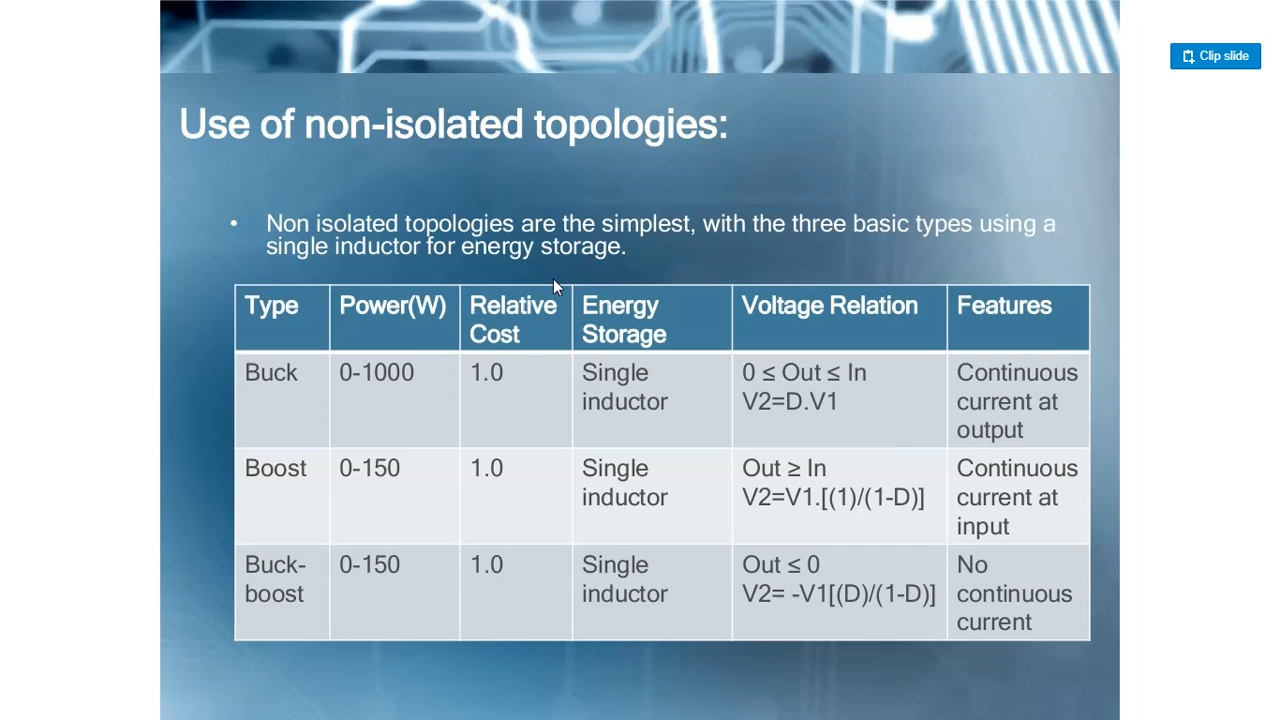 Clip slide
Use of non-isolated topologies:
• Non isolated topologies are the simplest, with the three basic types using a
single inductor for energy storage.
Type Power(W) Relative Cost Energy Storage Voltage Relation Features
Buck 0-1000 1.0 Single inductor 0 ≤ Out ≤ In V2=D.V1 Continuous current at output
Boost 0-150 1.0 Single inductor Out ≥ In V2=V1.[(1)/(1-D)] Continuous current at input
Buck-boost 0-150 1.0 Single inductor Out ≤ 0 V2= -V1[(D)/(1-D)] No continuous current